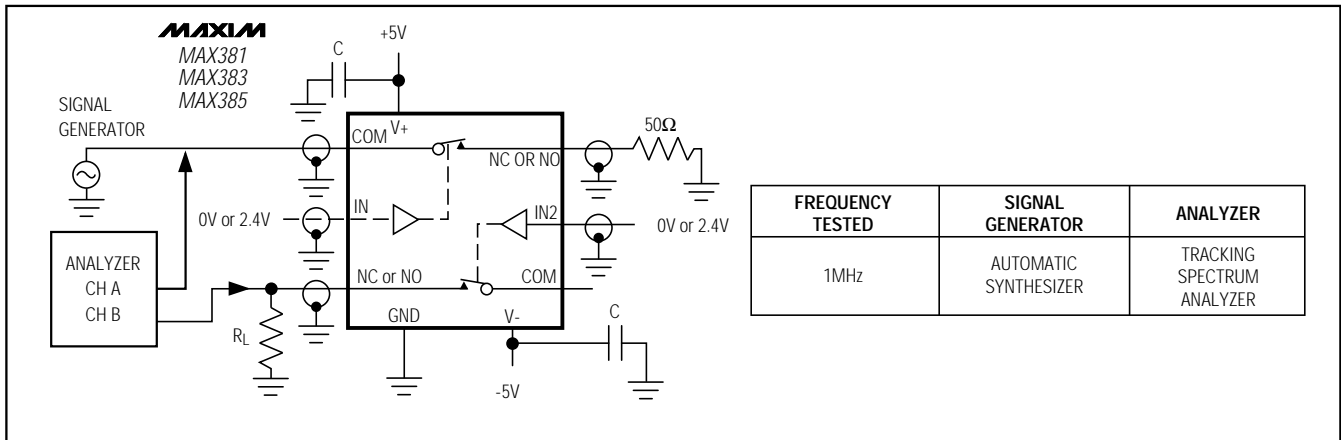 MAXIM
MAX381
MAX383
MAX385
+5V
C
SIGNAL
GENERATOR
COM
V+
50Ω
NC OR NO
IN
0V or 2.4V
IN2
0V or 2.4V
ANALYZER
CH A
CH B
NC or NO
COM
GND
V-
C
RL
-5V
FREQUENCY TESTED
SIGNAL GENERATOR
ANALYZER
1MHz
AUTOMATIC SYNTHESIZER
TRACKING SPECTRUM ANALYZER